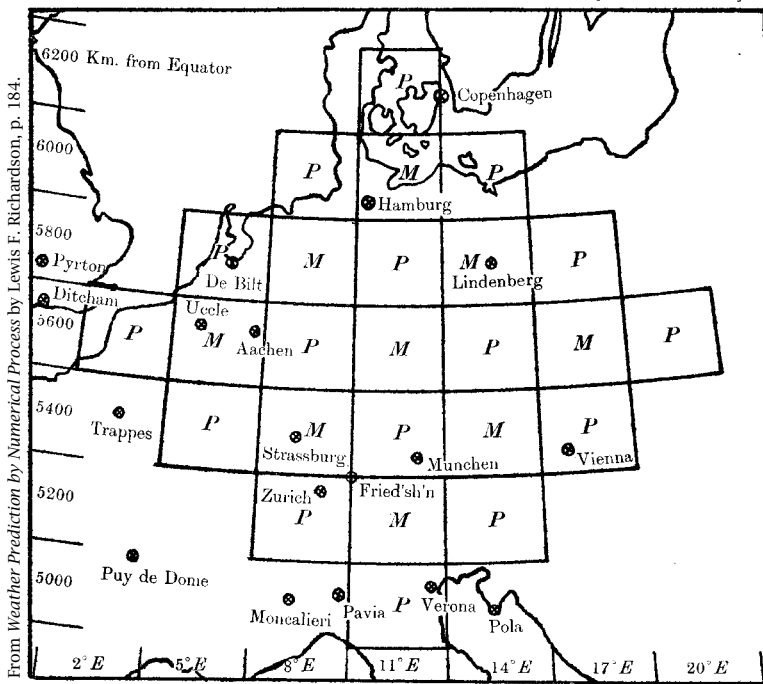 From Weather Prediction by Numerical Process by Lewis F. Richardson, p. 184.
6200 Km. from Equator
P
Copenhagen
6000
P
M
P
Hamburg
5800
Pyrton
P
M
P
M
P
De Bilt
Lindenberg
Ditcham
5600
Uccle
P
M
Aachen
P
M
P
M
P
5400
Trappes
P
M
P
M
P
Strassburg
Munchen
Vienna
5200
Zurich
Fried'sh'n
P
M
P
Puy de Dome
5000
Moncalieri
Pavia
P
Verona
Pola
2°E
5°E
8°E
11°E
14°E
17°E
20°E